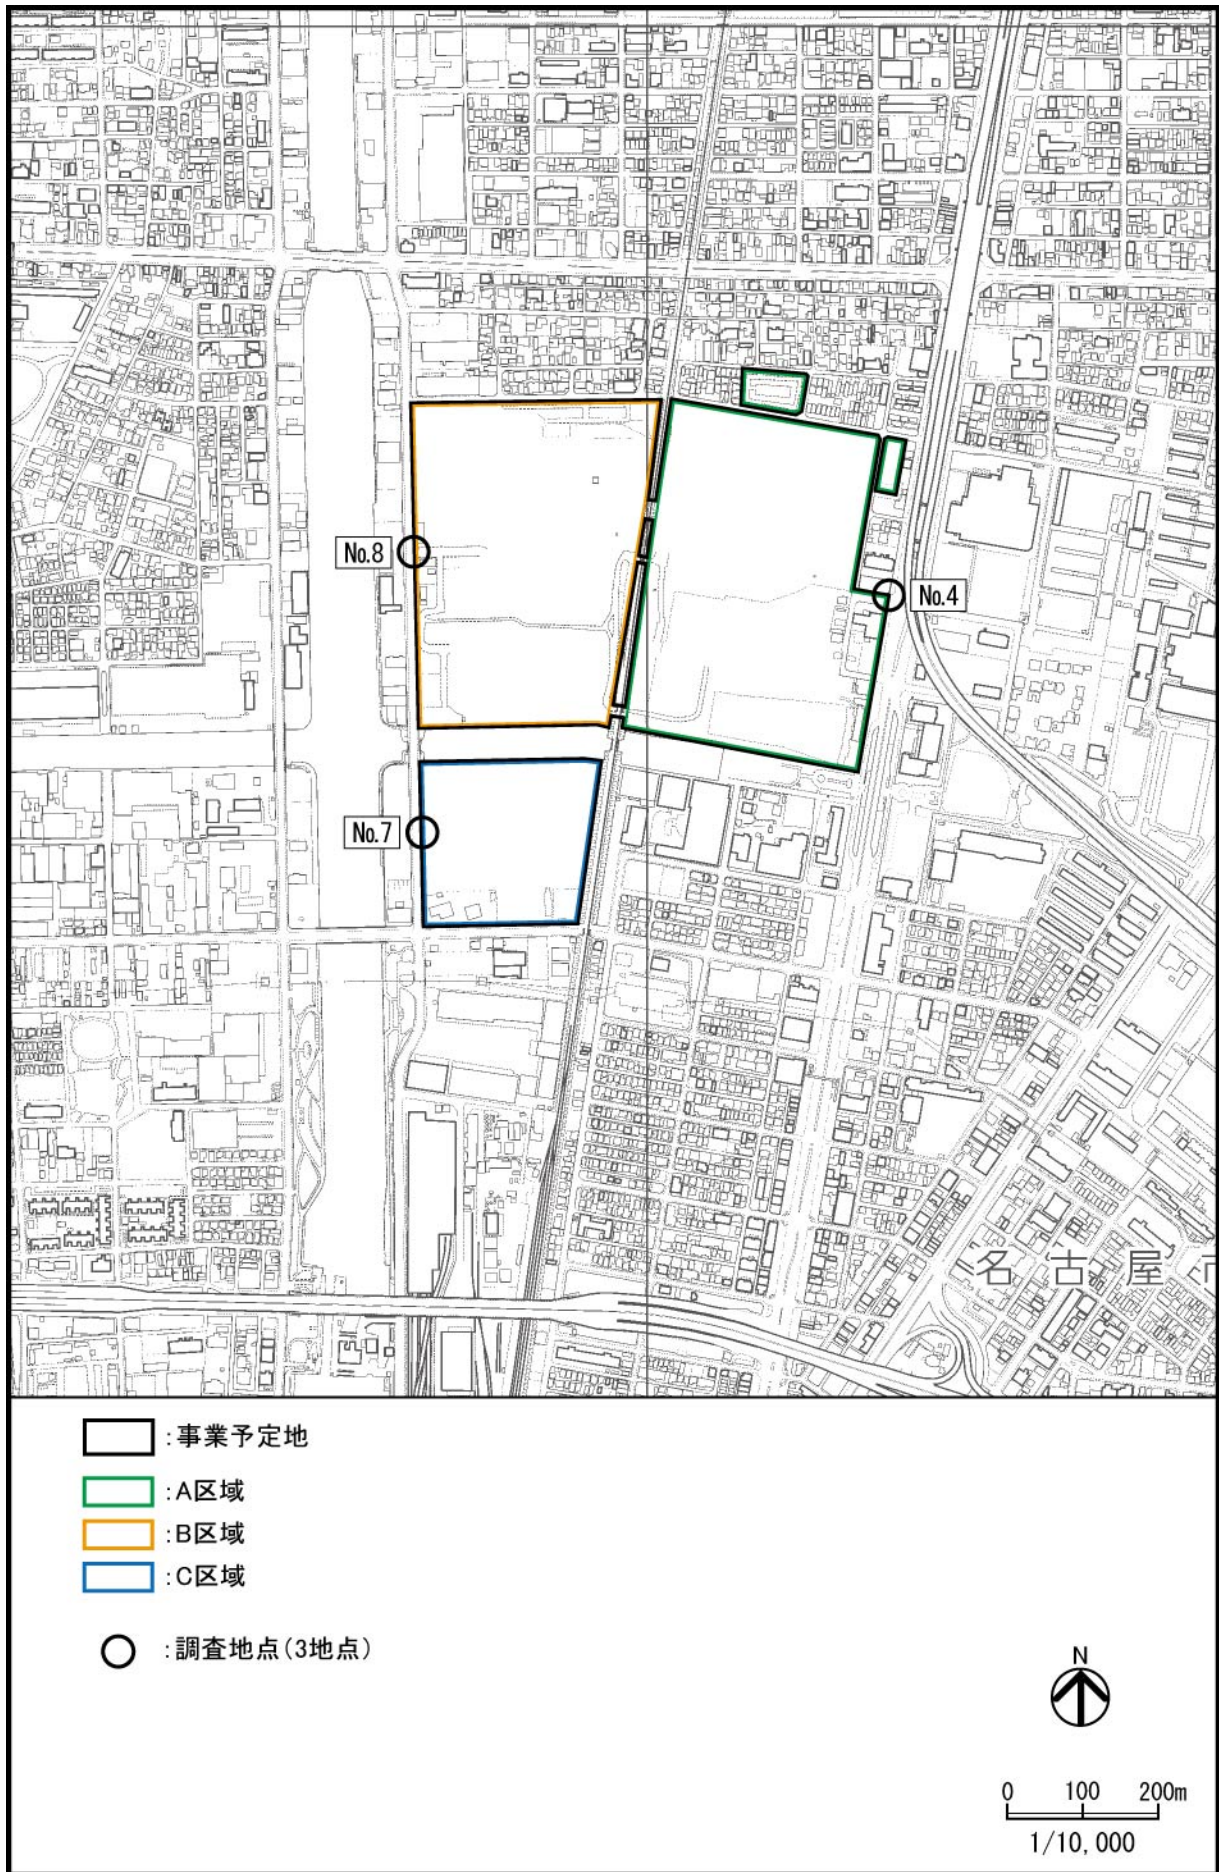 No.8
No.4
No.7
名古屋市
:事業予定地
:A区域
:B区域
:C区域
:調査地点(3地点)
N
0 100 200m
1/10,000